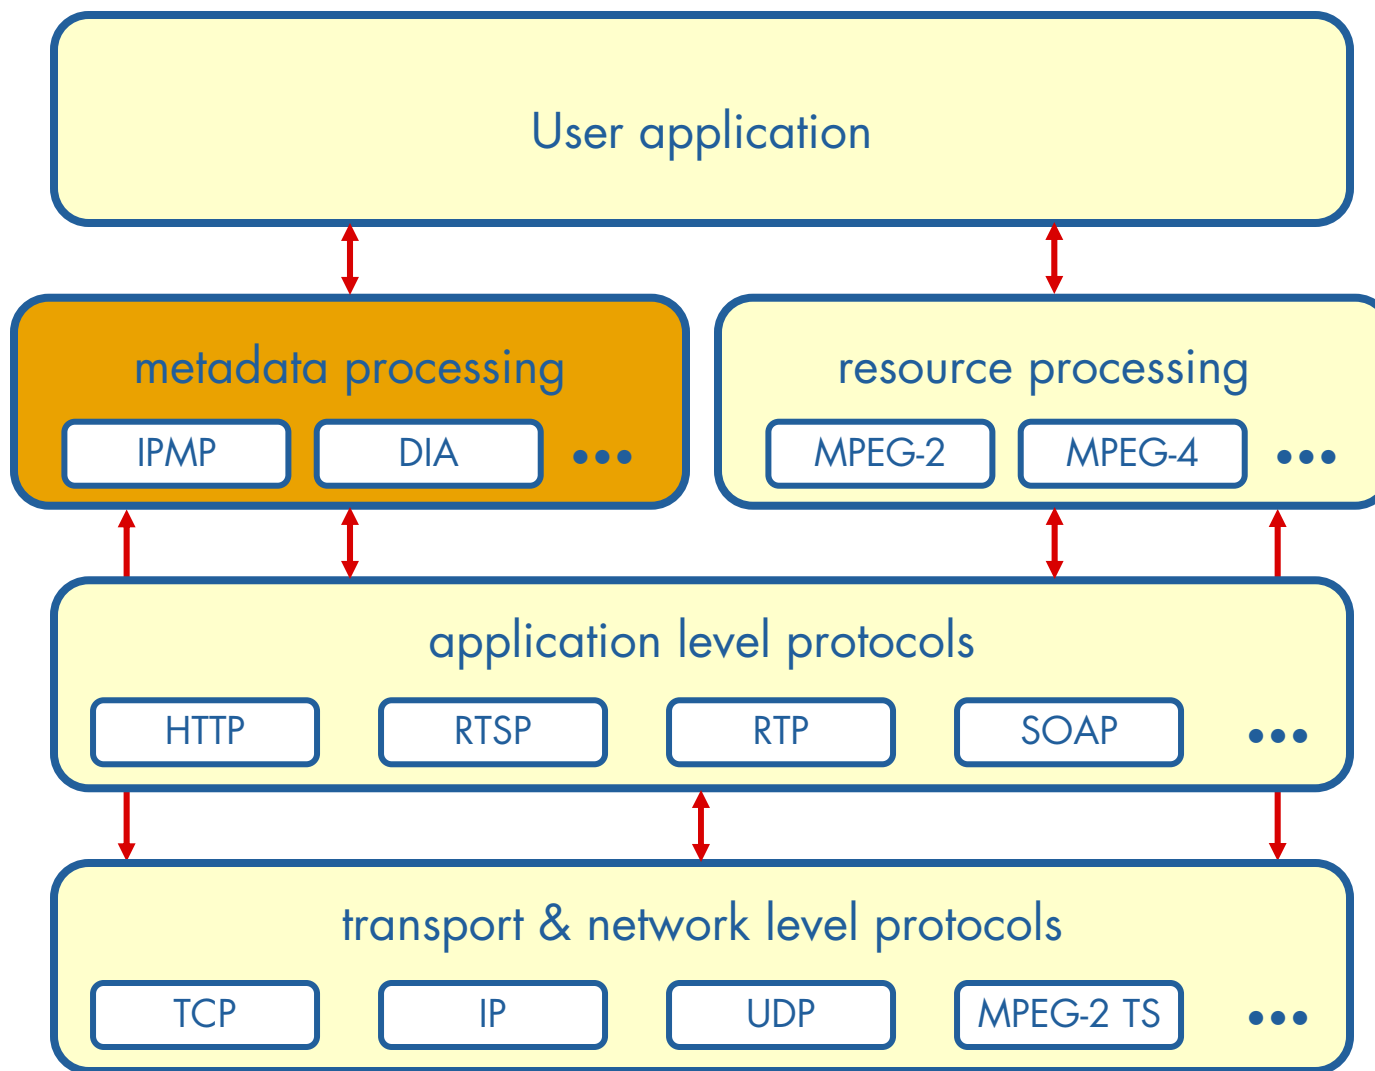 User application
metadata processing
IPMP DIA •••
resource processing
MPEG-2 MPEG-4 •••
application level protocols
HTTP RTSP RTP SOAP •••
transport & network level protocols
TCP IP UDP MPEG-2 TS •••